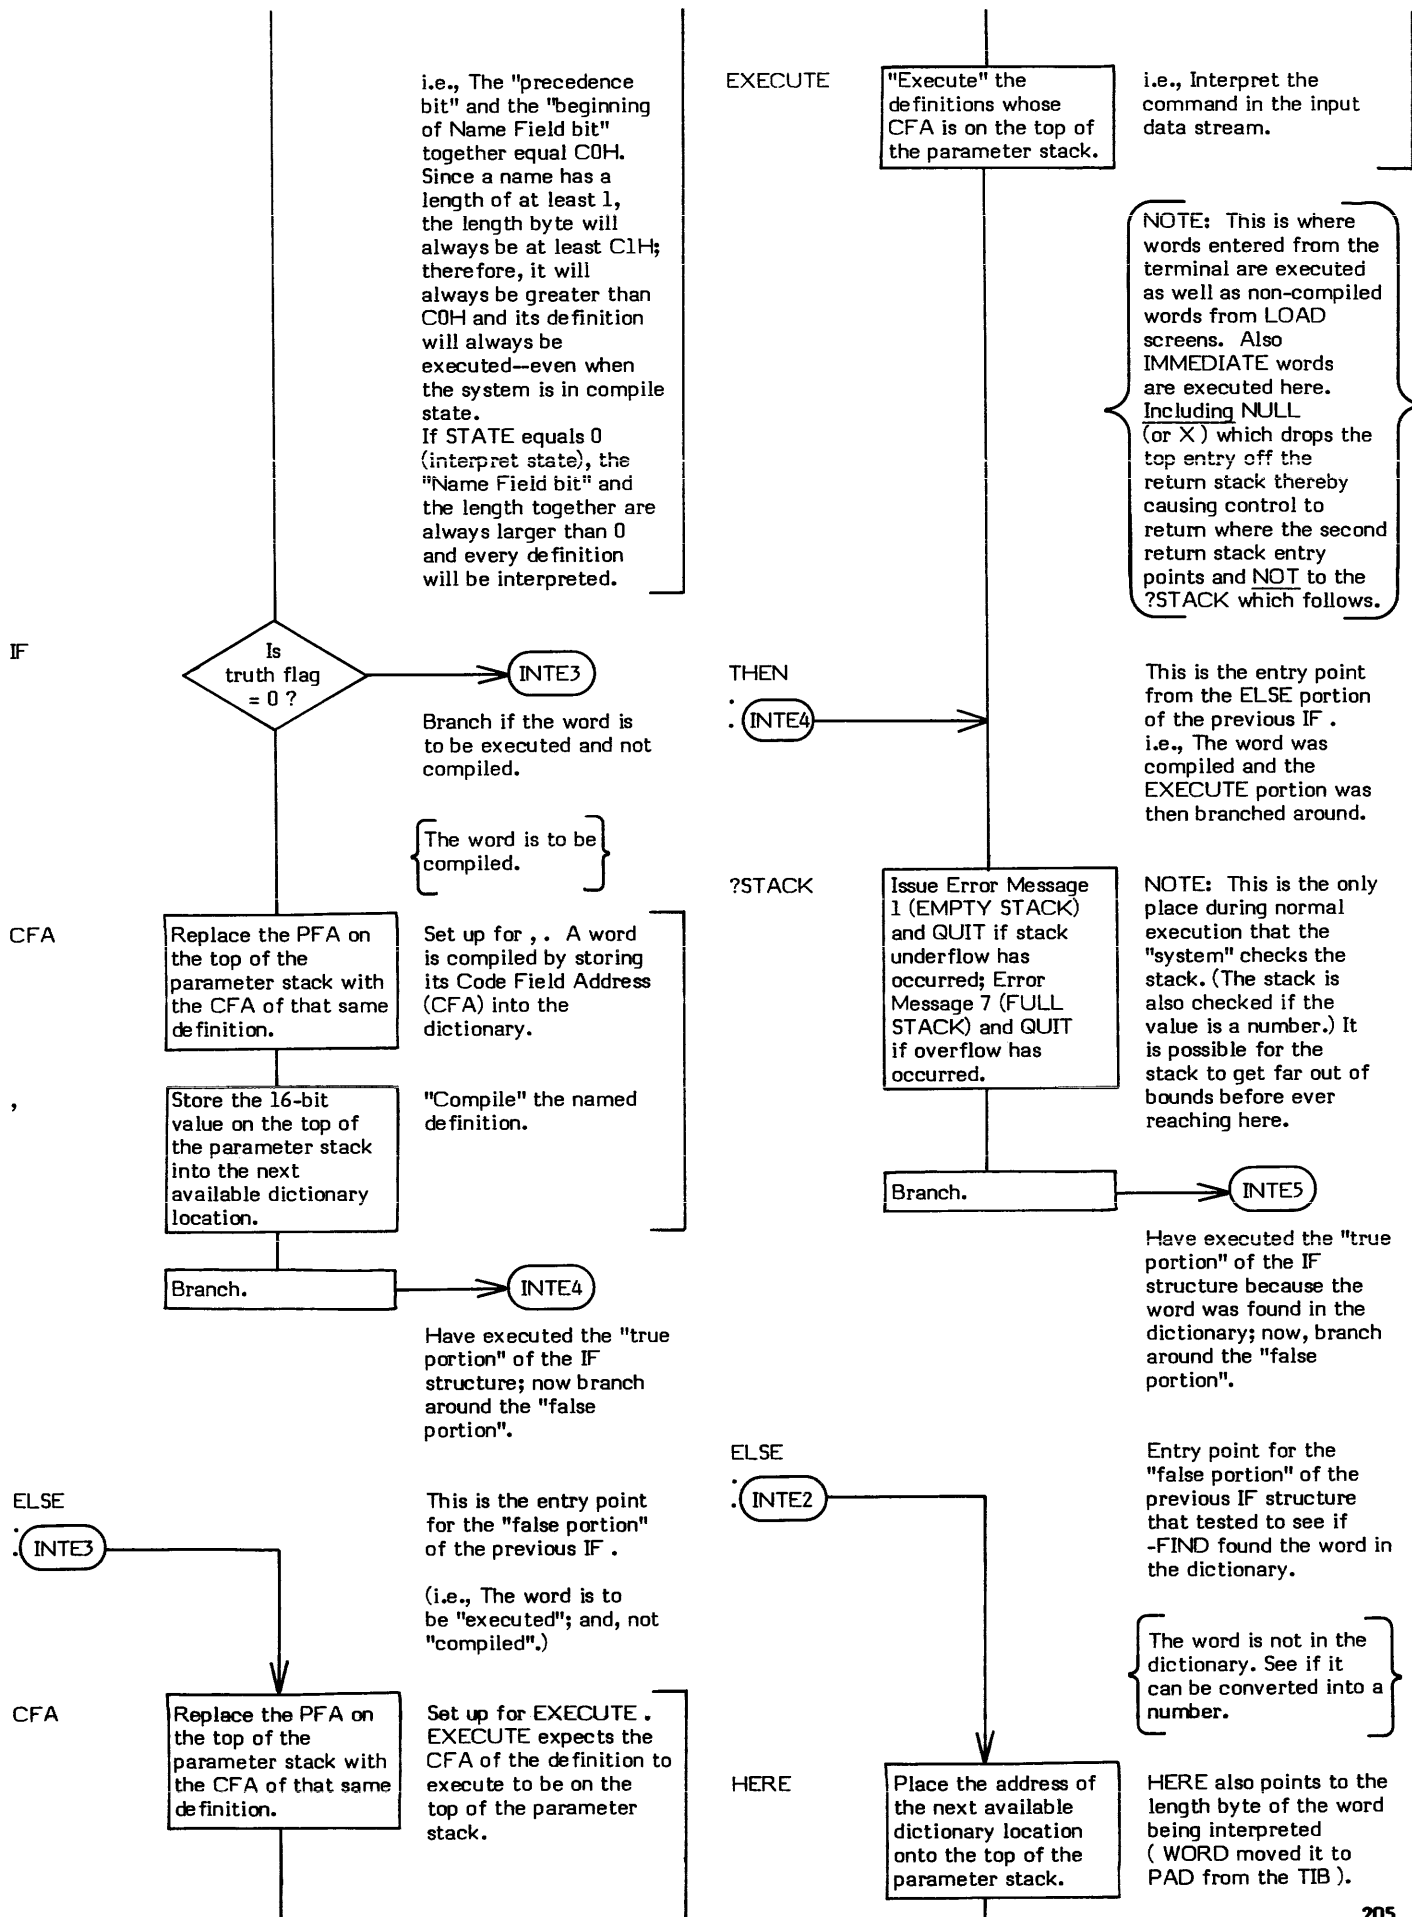 i.e., The "precedence
bit" and the "beginning
of Name Field bit"
together equal C0H.
Since a name has a
length of at least 1,
the length byte will
always be at least C1H;
therefore, it will
always be greater than
C0H and its definition
will always be
executed--even when
the system is in compile
state.
If STATE equals 0
(interpret state), the
"Name Field bit" and
the length together are
always larger than 0
and every definition
will be interpreted.
IF
Is
truth flag
= 0 ?
INTE3
Branch if the word is
to be executed and not
compiled.
The word is to be
compiled.
CFA
Replace the PFA on
the top of the
parameter stack with
the CFA of that same
definition.
Set up for , . A word
is compiled by storing
its Code Field Address
(CFA) into the
dictionary.
,
Store the 16-bit
value on the top of
the parameter stack
into the next
available dictionary
location.
"Compile" the named
definition.
Branch.
INTE4
Have executed the "true
portion" of the IF
structure; now branch
around the "false
portion".
ELSE
: INTE3
This is the entry point
for the "false portion"
of the previous IF .
(i.e., The word is to
be "executed"; and, not
"compiled".)
CFA
Replace the PFA on
the top of the
parameter stack with
the CFA of that same
definition.
Set up for EXECUTE .
EXECUTE expects the
CFA of the definition to
execute to be on the
top of the parameter
stack.
EXECUTE
"Execute" the
definitions whose
CFA is on the top of
the parameter stack.
i.e., Interpret the
command in the input
data stream.
NOTE: This is where
words entered from the
terminal are executed
as well as non-compiled
words from LOAD
screens. Also
IMMEDIATE words
are executed here.
Including NULL
(or X ) which drops the
top entry off the
return stack thereby
causing control to
return where the second
return stack entry
points and NOT to the
?STACK which follows.
THEN
: INTE4
This is the entry point
from the ELSE portion
of the previous IF .
i.e., The word was
compiled and the
EXECUTE portion was
then branched around.
?STACK
Issue Error Message
1 (EMPTY STACK)
and QUIT if stack
underflow has
occurred; Error
Message 7 (FULL
STACK) and QUIT
if overflow has
occurred.
NOTE: This is the only
place during normal
execution that the
"system" checks the
stack. (The stack is
also checked if the
value is a number.) It
is possible for the
stack to get far out of
bounds before ever
reaching here.
Branch.
INTE5
Have executed the "true
portion" of the IF
structure because the
word was found in the
dictionary; now, branch
around the "false
portion".
ELSE
: INTE2
Entry point for the
"false portion" of the
previous IF structure
that tested to see if
-FIND found the word in
the dictionary.
The word is not in the
dictionary. See if it
can be converted into a
number.
HERE
Place the address of
the next available
dictionary location
onto the top of the
parameter stack.
HERE also points to the
length byte of the word
being interpreted
( WORD moved it to
PAD from the TIB ).
205